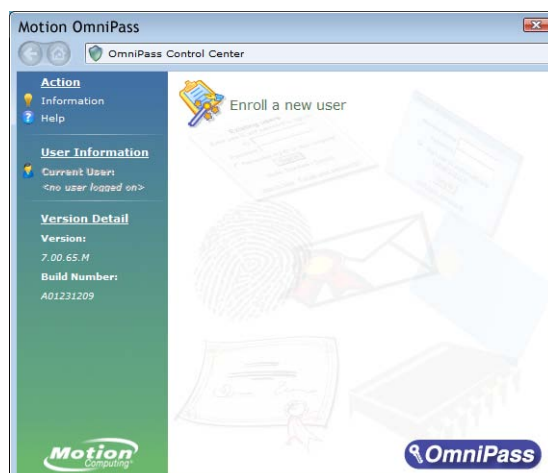 Motion OmniPass
OmniPass Control Center
Action
Information
Help
User Information
Current User:
<no user logged on>
Version Detail
Version:
7.00.65.M
Build Number:
A01231209
Enroll a new user
Motion
Computing
OmniPass